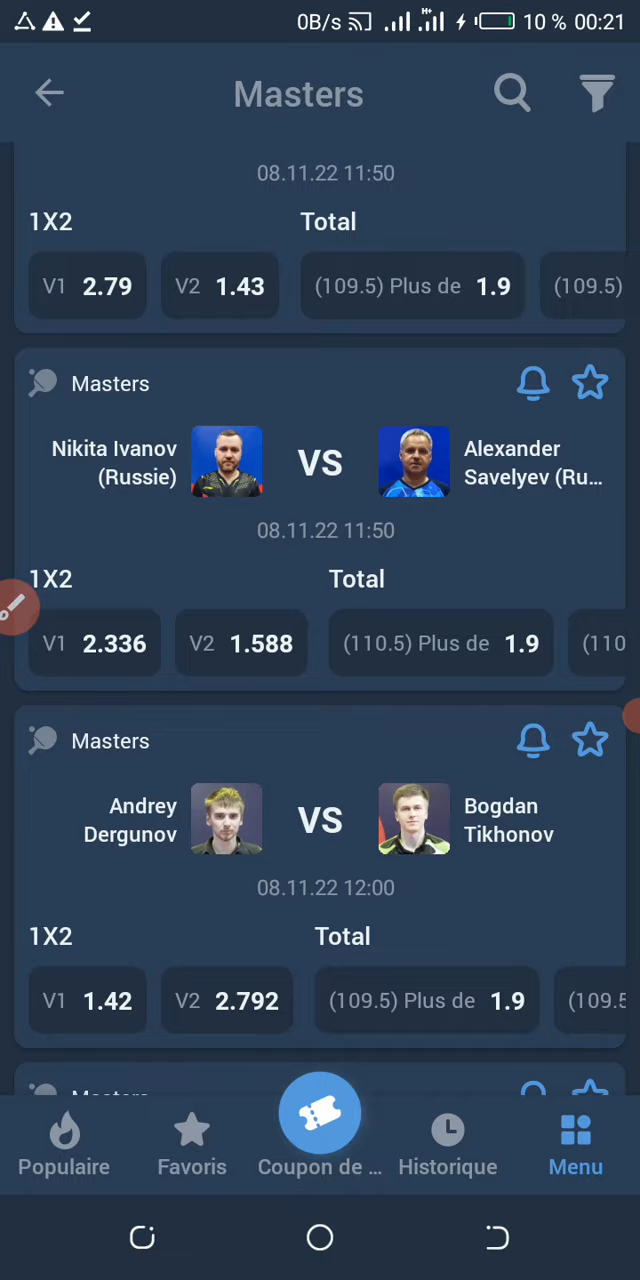 0B/s H+ 10 % 00:21
Masters
08.11.22 11:50
1X2 Total
V1 2.79 V2 1.43 (109.5) Plus de 1.9 (109.5)
Masters
Nikita Ivanov
(Russie)
VS
Alexander
Savelyev (Ru...
08.11.22 11:50
1X2 Total
V1 2.336 V2 1.588 (110.5) Plus de 1.9 (110
Masters
Andrey
Dergunov
VS
Bogdan
Tikhonov
08.11.22 12:00
1X2 Total
V1 1.42 V2 2.792 (109.5) Plus de 1.9 (109.5
Masters
Populaire Favoris Coupon de ... Historique Menu